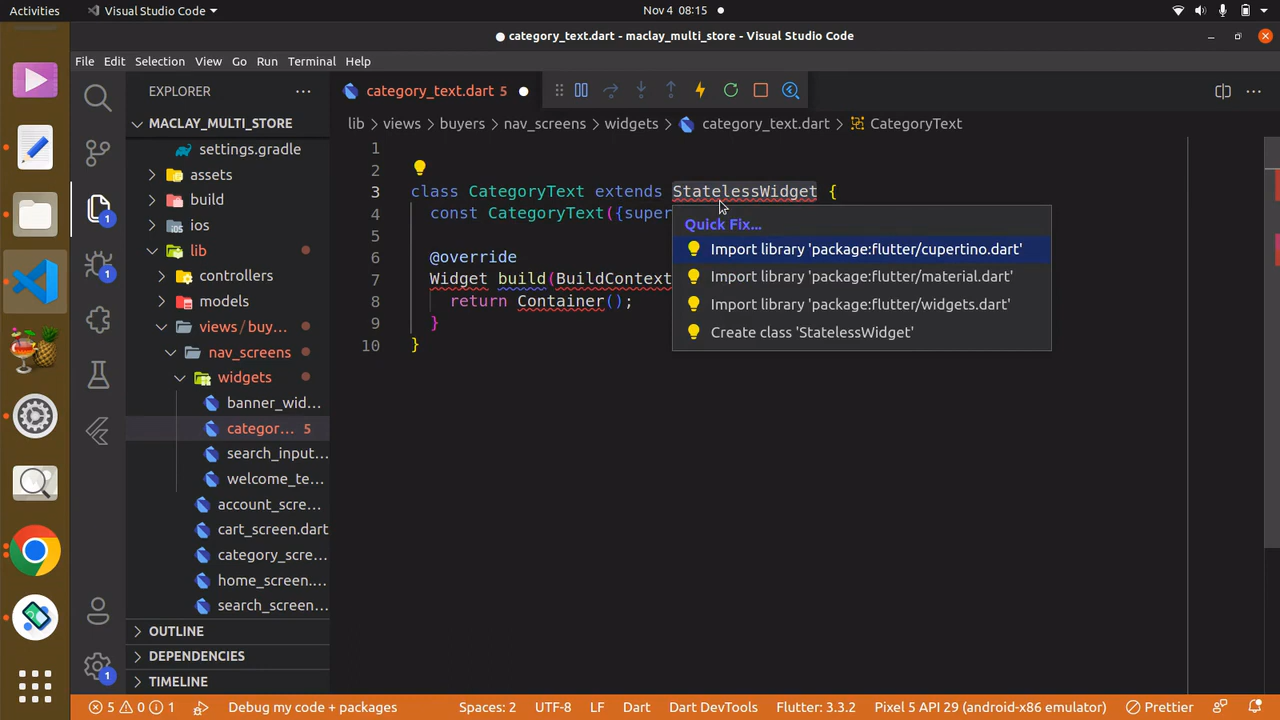 Activities
Visual Studio Code
Nov 4 08:15
category_text.dart - maclay_multi_store - Visual Studio Code
File Edit Selection View Go Run Terminal Help
EXPLORER
category_text.dart 5
MACLAY_MULTI_STORE
lib views buyers nav_screens widgets category_text.dart CategoryText
settings.gradle
assets
build
ios
lib
controllers
models
views / buy...
nav_screens
widgets
banner_wid...
categor... 5
search_input...
welcome_te...
account_scre...
cart_screen.dart
category_scre...
home_screen....
search_screen...
OUTLINE
DEPENDENCIES
TIMELINE
1
2
3 class CategoryText extends StatelessWidget {
4 const CategoryText({super
5
6 @override
7 Widget build(BuildContext
8 return Container();
9 }
10 }
Quick Fix...
Import library 'package:flutter/cupertino.dart'
Import library 'package:flutter/material.dart'
Import library 'package:flutter/widgets.dart'
Create class 'StatelessWidget'
1
1
1
5 0 1 Debug my code + packages Spaces: 2 UTF-8 LF Dart Dart DevTools Flutter: 3.3.2 Pixel 5 API 29 (android-x86 emulator) Prettier